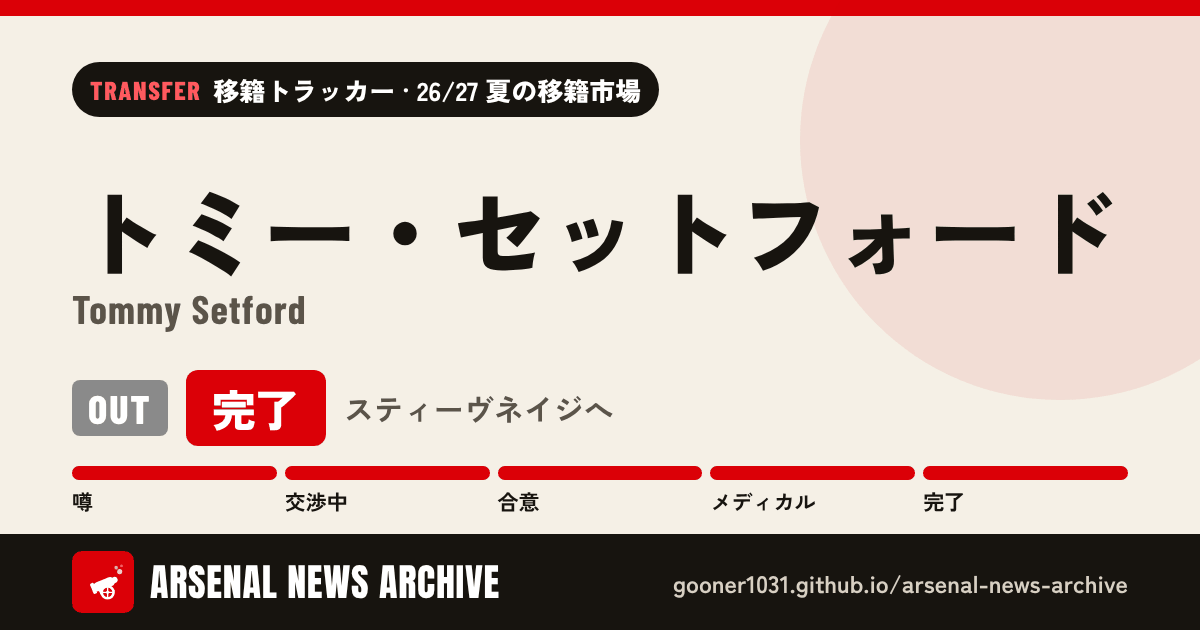 TRANSFER 移籍トラッカー · 26/27 夏の移籍市場
トミー・セットフォード
Tommy Setford
OUT 完了 スティーヴネイジへ
噂 交渉中 合意 メディカル 完了
ARSENAL NEWS ARCHIVE gooner1031.github.io/arsenal-news-archive